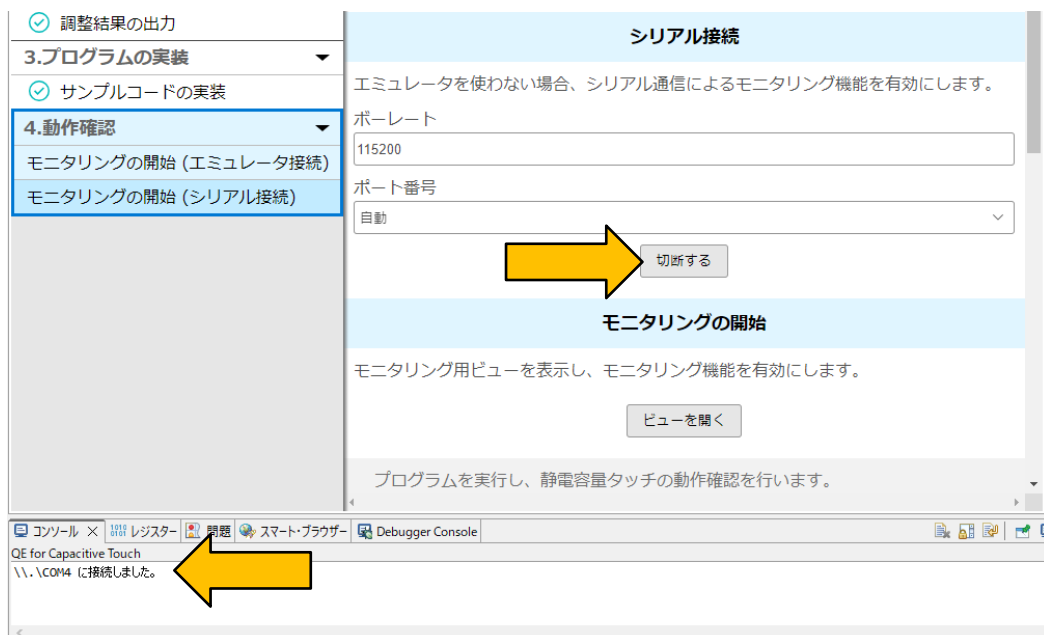 調整結果の出力
3.プログラムの実装
サンプルコードの実装
4.動作確認
モニタリングの開始 (エミュレータ接続)
モニタリングの開始 (シリアル接続)
シリアル接続
エミュレータを使わない場合、シリアル通信によるモニタリング機能を有効にします。
ボーレート
115200
ポート番号
自動
切断する
モニタリングの開始
モニタリング用ビューを表示し、モニタリング機能を有効にします。
ビューを開く
プログラムを実行し、静電容量タッチの動作確認を行います。
コンソール レジスター 問題 スマート・ブラウザー Debugger Console
QE for Capacitive Touch
\\.\COM4 に接続しました。